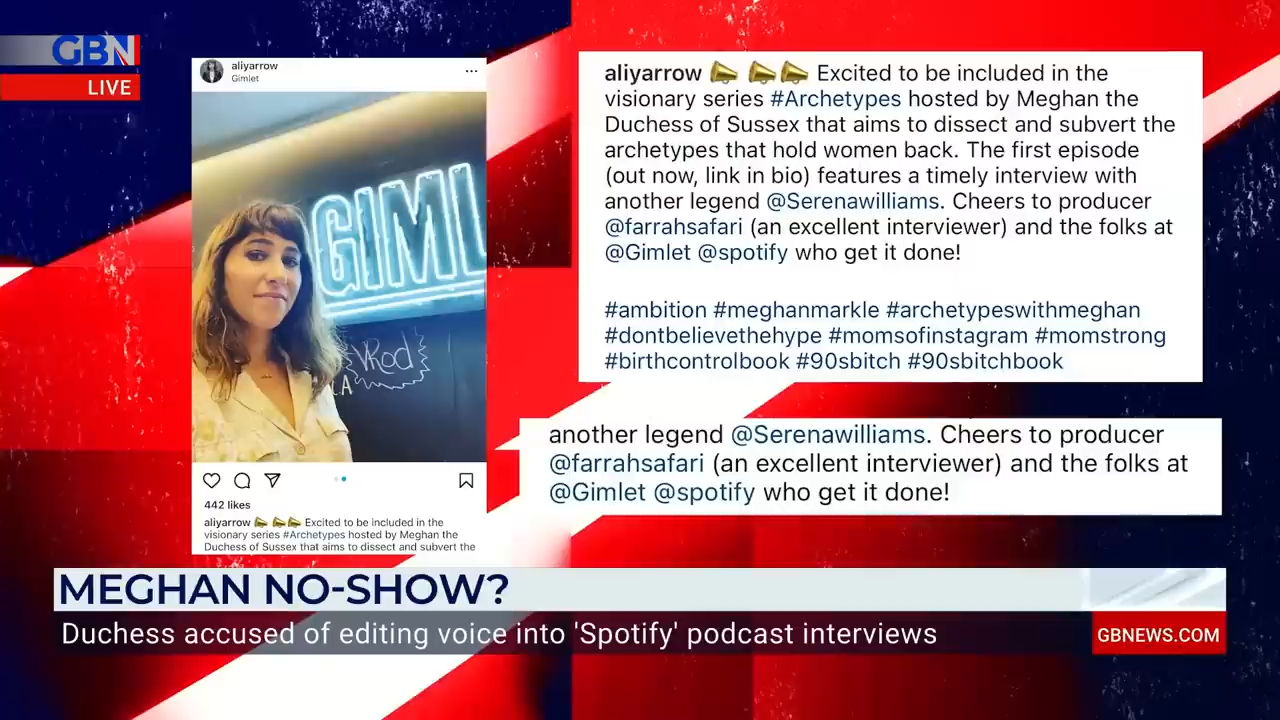 GBN
LIVE
aliyarrow
Gimlet
GIML
VRod
LA
442 likes
aliyarrow 📣 📣📣 Excited to be included in the
visionary series #Archetypes hosted by Meghan the
Duchess of Sussex that aims to dissect and subvert the
aliyarrow 📣 📣📣 Excited to be included in the
visionary series #Archetypes hosted by Meghan the
Duchess of Sussex that aims to dissect and subvert the
archetypes that hold women back. The first episode
(out now, link in bio) features a timely interview with
another legend @Serenawilliams. Cheers to producer
@farrahsafari (an excellent interviewer) and the folks at
@Gimlet @spotify who get it done!
#ambition #meghanmarkle #archetypeswithmeghan
#dontbelievethehype #momsofinstagram #momstrong
#birthcontrolbook #90sbitch #90sbitchbook
another legend @Serenawilliams. Cheers to producer
@farrahsafari (an excellent interviewer) and the folks at
@Gimlet @spotify who get it done!
MEGHAN NO-SHOW?
Duchess accused of editing voice into 'Spotify' podcast interviews
GBNEWS.COM